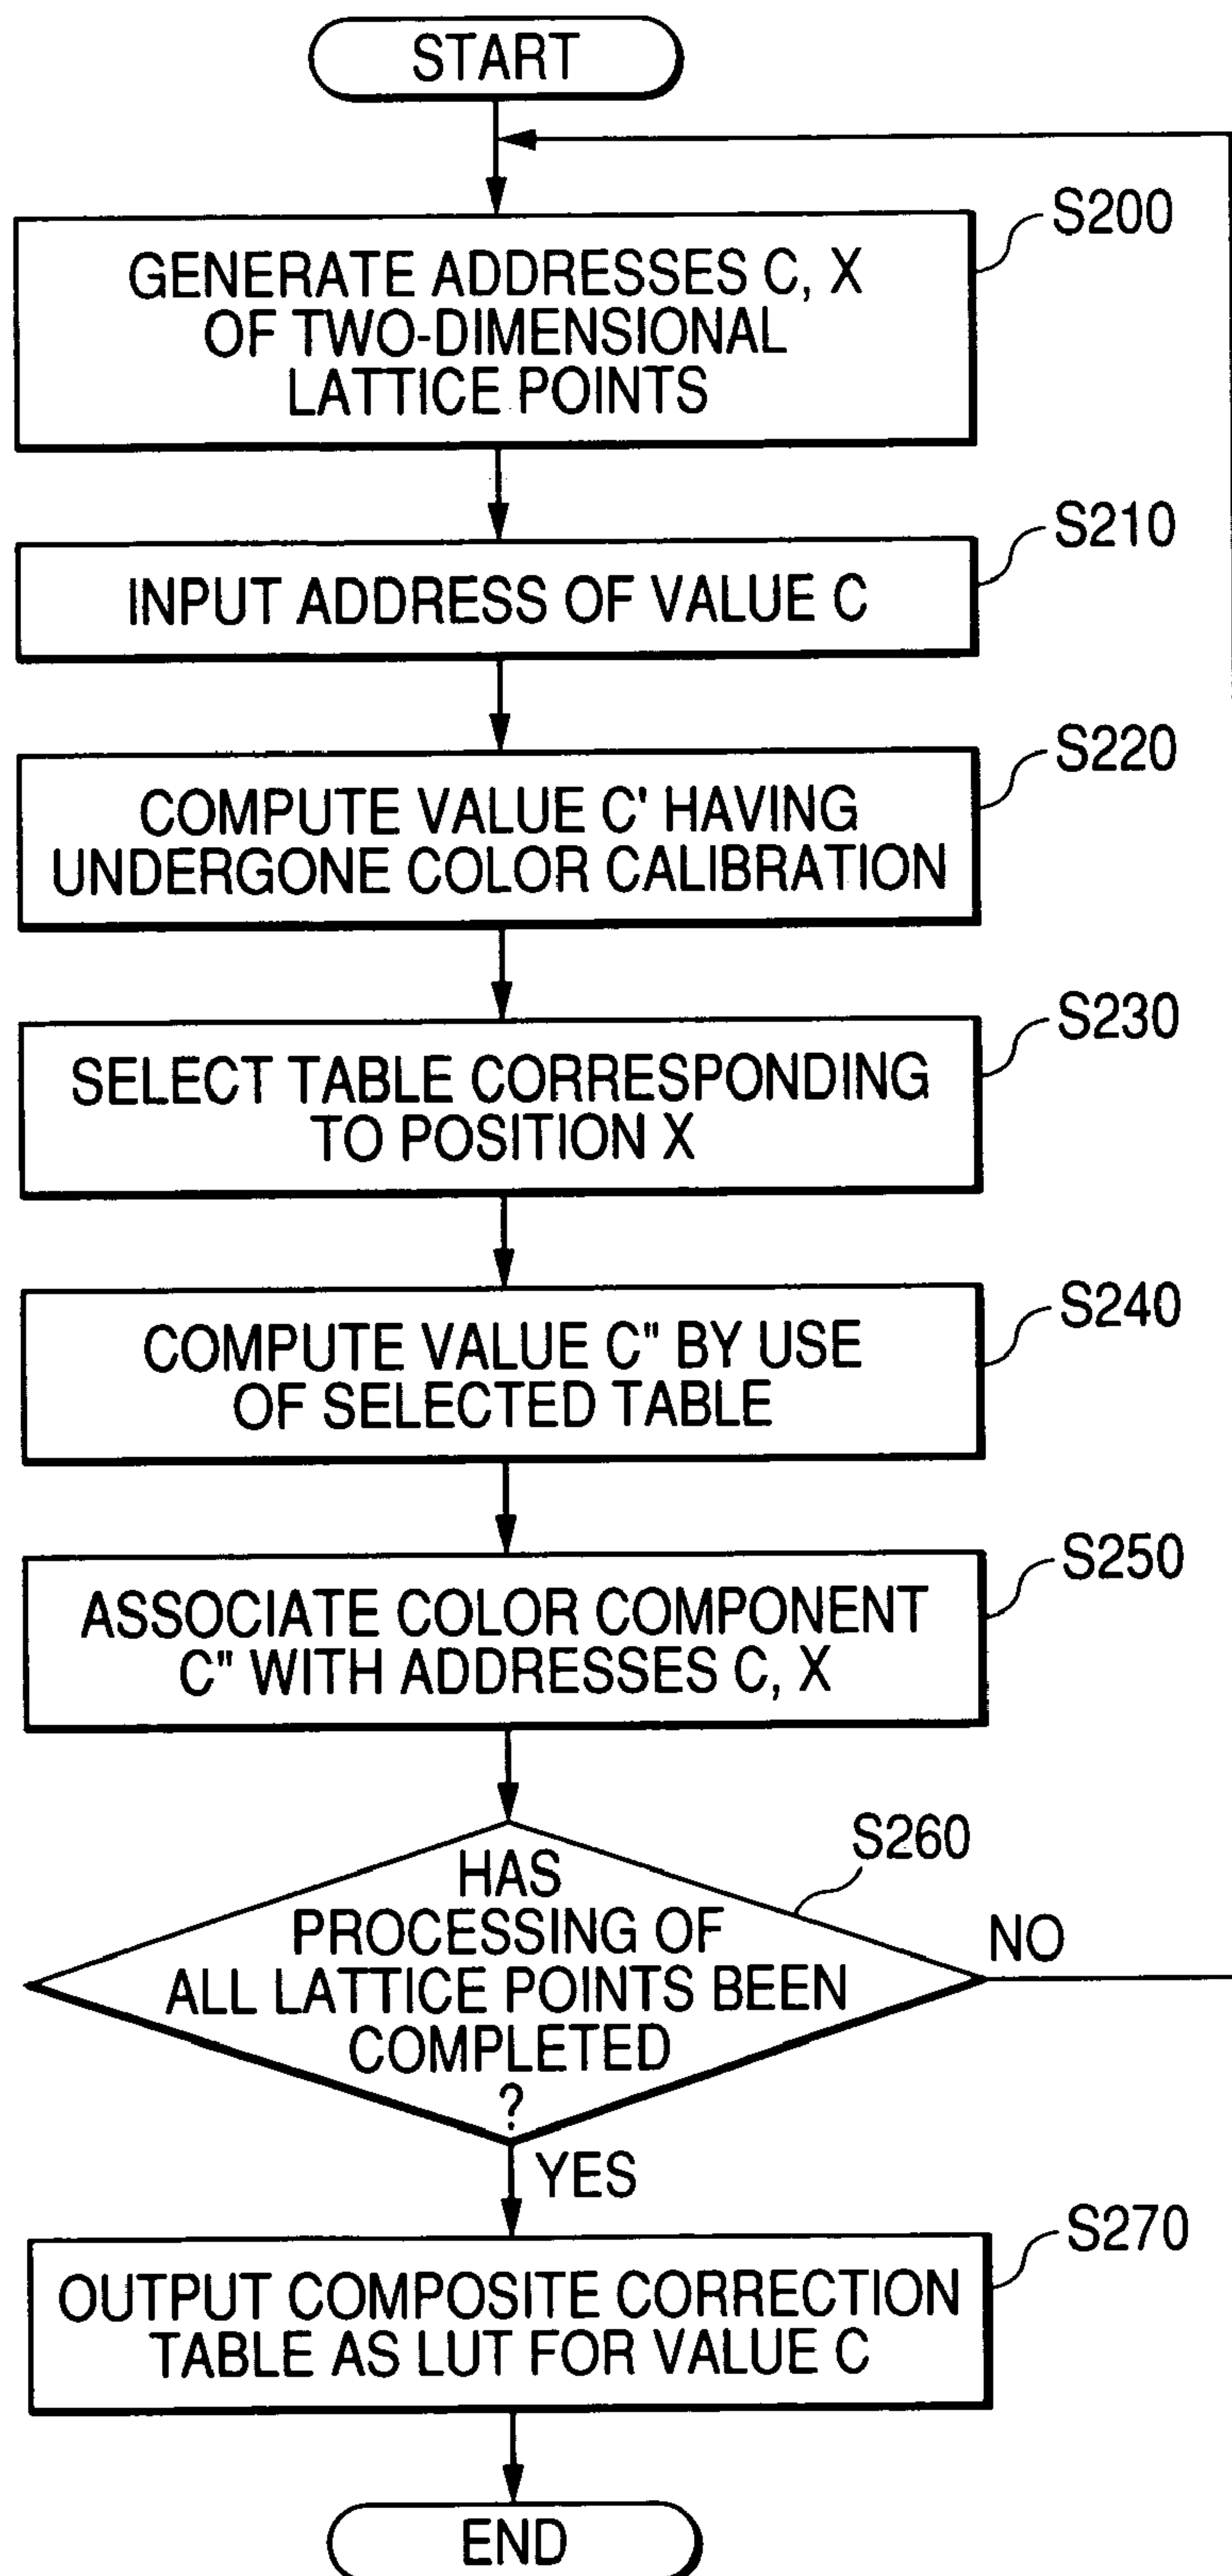 START
S200
GENERATE ADDRESSES C, X
OF TWO-DIMENSIONAL
LATTICE POINTS
S210
INPUT ADDRESS OF VALUE C
S220
COMPUTE VALUE C' HAVING
UNDERGONE COLOR CALIBRATION
S230
SELECT TABLE CORRESPONDING
TO POSITION X
S240
COMPUTE VALUE C" BY USE
OF SELECTED TABLE
S250
ASSOCIATE COLOR COMPONENT
C" WITH ADDRESSES C, X
S260
HAS
PROCESSING OF
ALL LATTICE POINTS BEEN
COMPLETED
?
NO
YES
S270
OUTPUT COMPOSITE CORRECTION
TABLE AS LUT FOR VALUE C
END